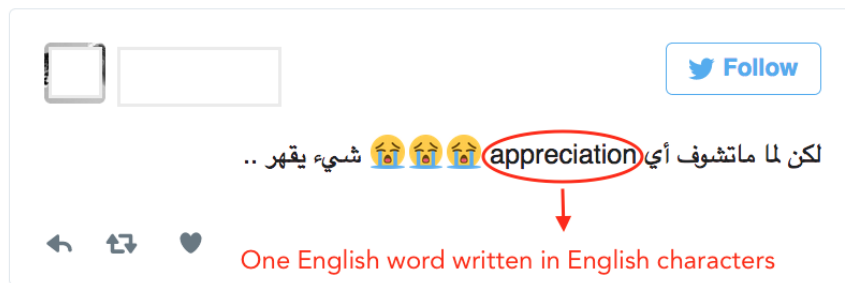 Follow
لكن لما ماتشوف أي appreciation 😭😭😭 شيء يقهر ..
One English word written in English characters